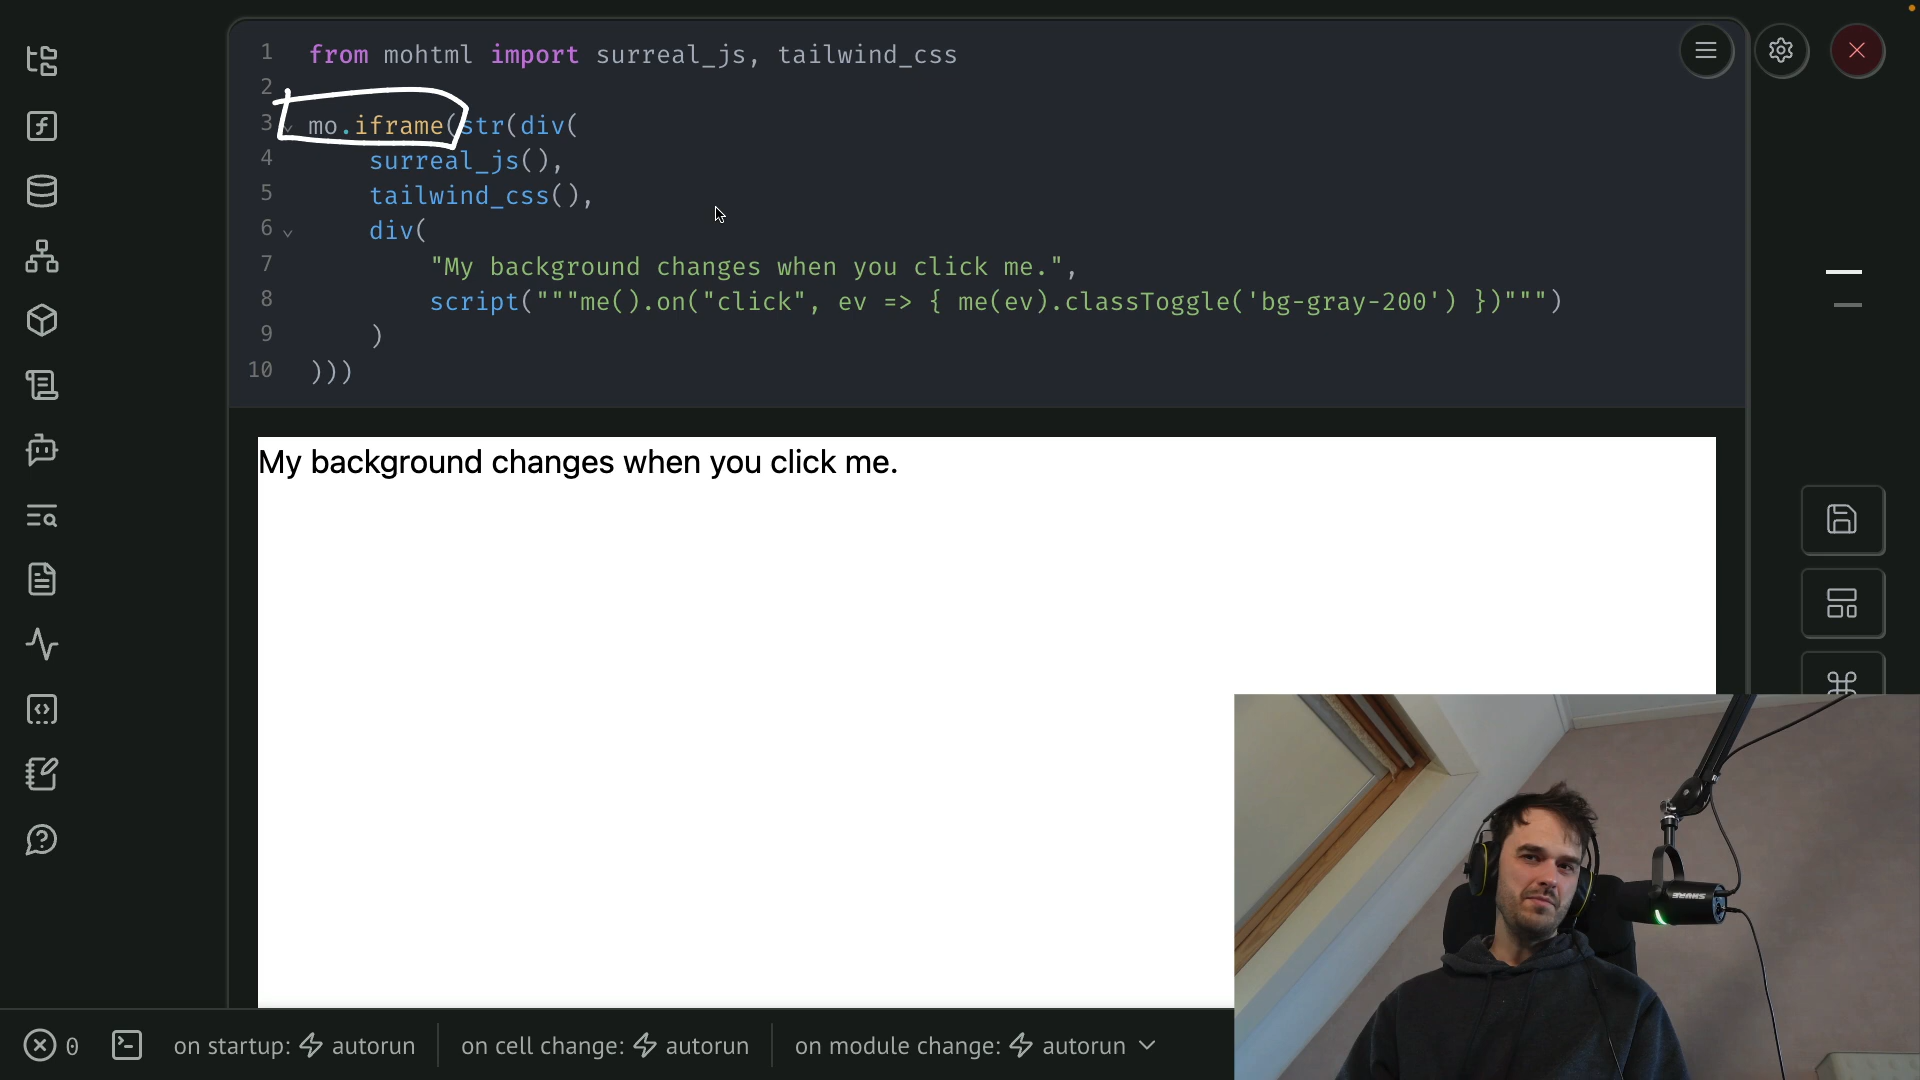 1 from mohtml import surreal_js, tailwind_css
2
3 mo.iframe(str(div(
4 surreal_js(),
5 tailwind_css(),
6 div(
7 "My background changes when you click me.",
8 script("""me().on("click", ev => { me(ev).classToggle('bg-gray-200') })""")
9 )
10 )))
My background changes when you click me.
SHURE
0 on startup: autorun on cell change: autorun on module change: autorun